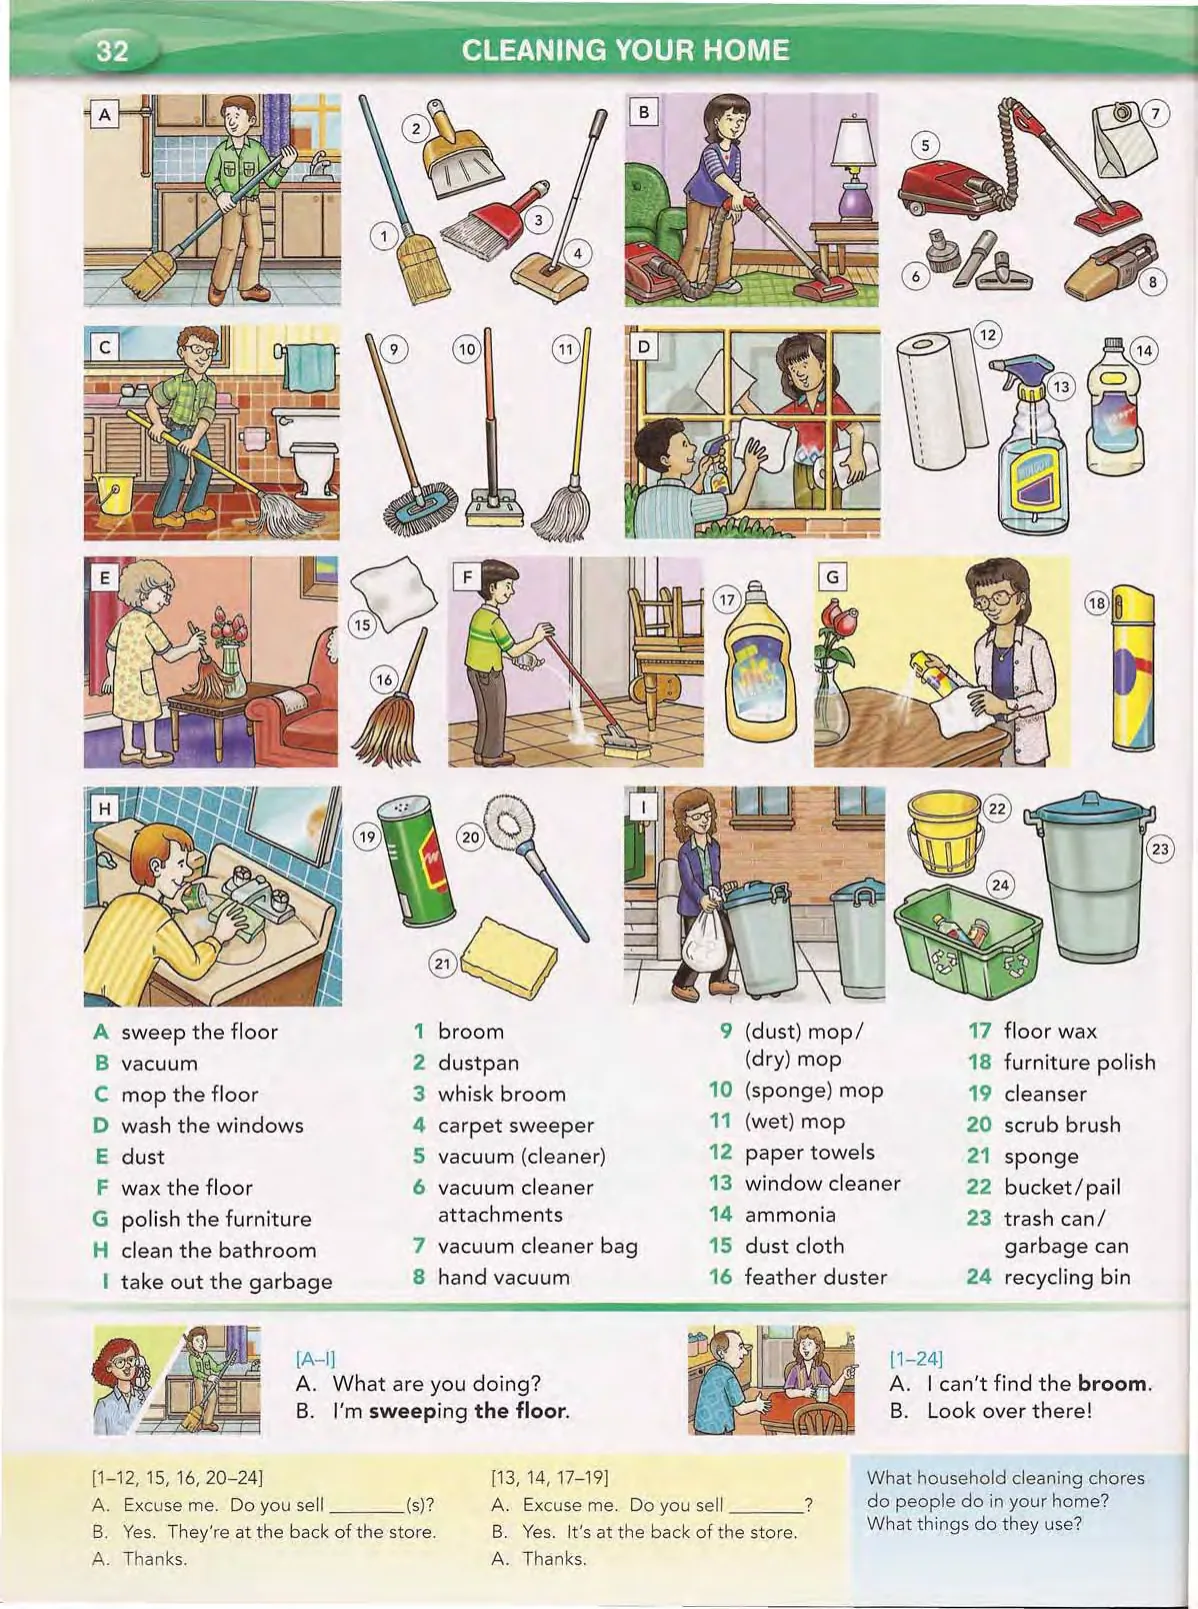 32
CLEANING YOUR HOME
A
1
2
3
4
B
5
6
7
8
C
9
10
11
D
12
13
14
WINDOW
E
15
16
F
17
G
18
H
19
20
21
I
22
23
24
A sweep the floor
B vacuum
C mop the floor
D wash the windows
E dust
F wax the floor
G polish the furniture
H clean the bathroom
I take out the garbage
1 broom
2 dustpan
3 whisk broom
4 carpet sweeper
5 vacuum (cleaner)
6 vacuum cleaner
attachments
7 vacuum cleaner bag
8 hand vacuum
9 (dust) mop/
(dry) mop
10 (sponge) mop
11 (wet) mop
12 paper towels
13 window cleaner
14 ammonia
15 dust cloth
16 feather duster
17 floor wax
18 furniture polish
19 cleanser
20 scrub brush
21 sponge
22 bucket/pail
23 trash can/
garbage can
24 recycling bin
[A–I]
A. What are you doing?
B. I'm sweeping the floor.
[1–24]
A. I can't find the broom.
B. Look over there!
[1–12, 15, 16, 20–24]
A. Excuse me. Do you sell ______(s)?
B. Yes. They're at the back of the store.
A. Thanks.
[13, 14, 17–19]
A. Excuse me. Do you sell ______?
B. Yes. It's at the back of the store.
A. Thanks.
What household cleaning chores
do people do in your home?
What things do they use?